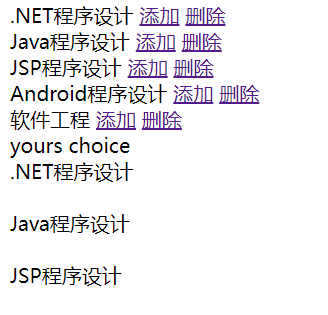 .NET程序设计 添加 删除
Java程序设计 添加 删除
JSP程序设计 添加 删除
Android程序设计 添加 删除
软件工程 添加 删除
yours choice
.NET程序设计
Java程序设计
JSP程序设计